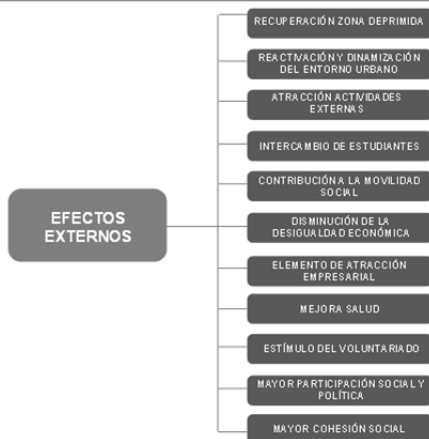 EFECTOS
EXTERNOS
RECUPERACIÓN ZONA DEPRIMIDA
REACTIVACIÓN Y DINAMIZACIÓN
DEL ENTORNO URBANO
ATRACCIÓN ACTIVIDADES
EXTERNAS
INTERCAMBIO DE ESTUDIANTES
CONTRIBUCIÓN A LA MOVILIDAD
SOCIAL
DISMINUCIÓN DE LA
DESIGUALDAD ECONÓMICA
ELEMENTO DE ATRACCIÓN
EMPRESARIAL
MEJORA SALUD
ESTÍMULO DEL VOLUNTARIADO
MAYOR PARTICIPACIÓN SOCIAL Y
POLÍTICA
MAYOR COHESIÓN SOCIAL